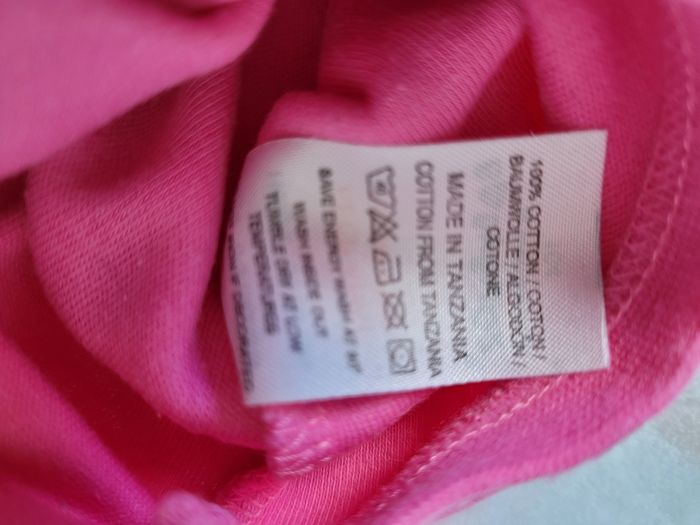 100% COTTON / COTON /
BAUMWOLLE / ALGODÓN /
COTONE
MADE IN TANZANIA
COTTON FROM TANZANIA
SAVE ENERGY WASH AT
WASH INSIDE OUT
TUMBLE DRY AT LOW
TEMPERATURES